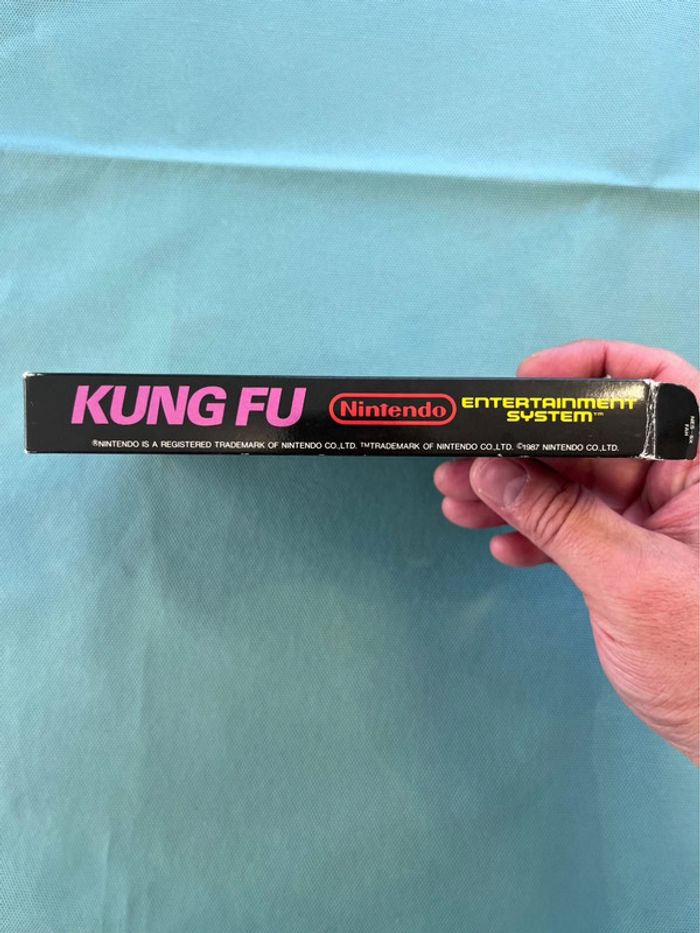 KUNG FU
Nintendo
ENTERTAINMENT
SYSTEM™
®NINTENDO IS A REGISTERED TRADEMARK OF NINTENDO CO.,LTD. ™TRADEMARK OF NINTENDO CO.,LTD. ©1987 NINTENDO CO.,LTD.